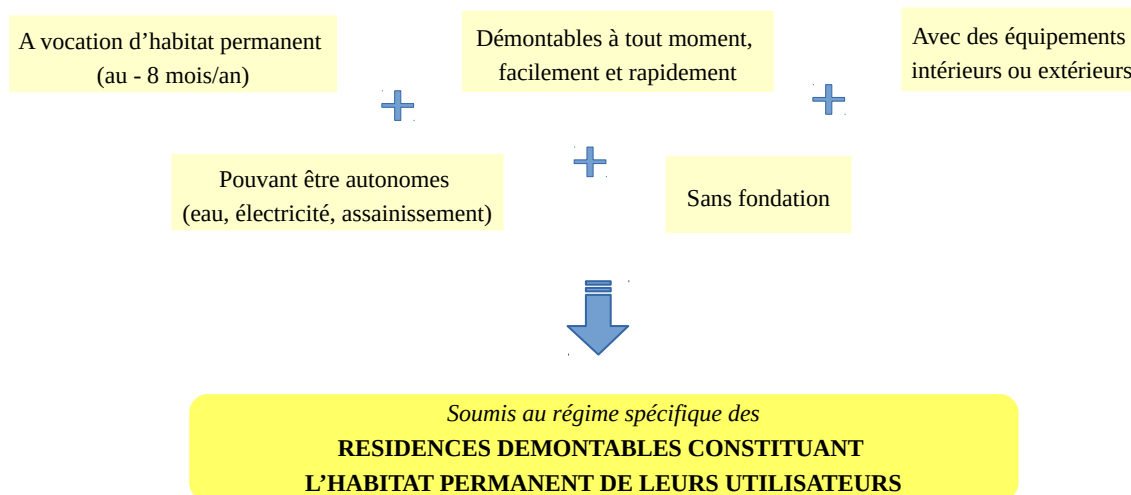 A vocation d’habitat permanent
(au - 8 mois/an)
Démontables à tout moment,
facilement et rapidement
Avec des équipements
intérieurs ou extérieurs
Pouvant être autonomes
(eau, électricité, assainissement)
Sans fondation
Soumis au régime spécifique des
RESIDENCES DEMONTABLES CONSTITUANT
L’HABITAT PERMANENT DE LEURS UTILISATEURS